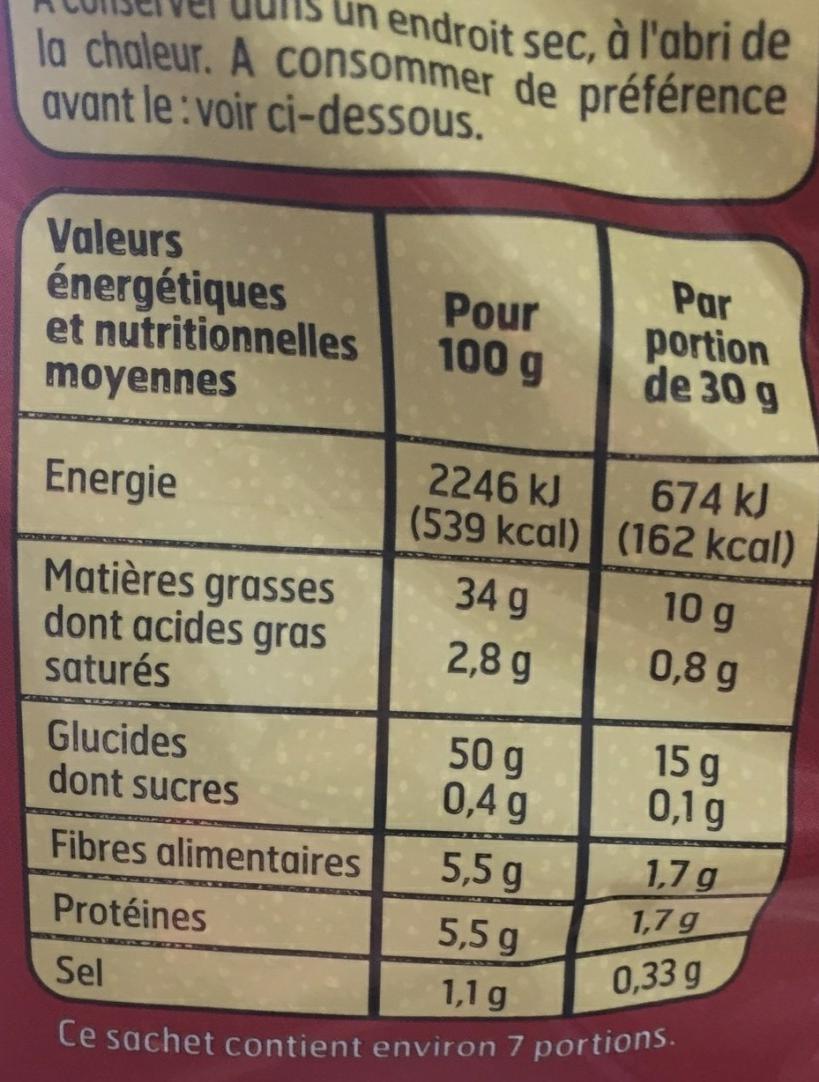 A conserver dans un endroit sec, à l'abri de
la chaleur. A consommer de préférence
avant le : voir ci-dessous.
Valeurs
énergétiques
et nutritionnelles
moyennes
Pour
100 g
Par
portion
de 30 g
Energie
2246 kJ
(539 kcal)
674 kJ
(162 kcal)
Matières grasses
34 g
10 g
dont acides gras
saturés
2,8 g
0,8 g
Glucides
50 g
15 g
dont sucres
0,4 g
0,1 g
Fibres alimentaires
5,5 g
1,7 g
Protéines
5,5 g
1,7 g
Sel
1,1 g
0,33 g
Ce sachet contient environ 7 portions.